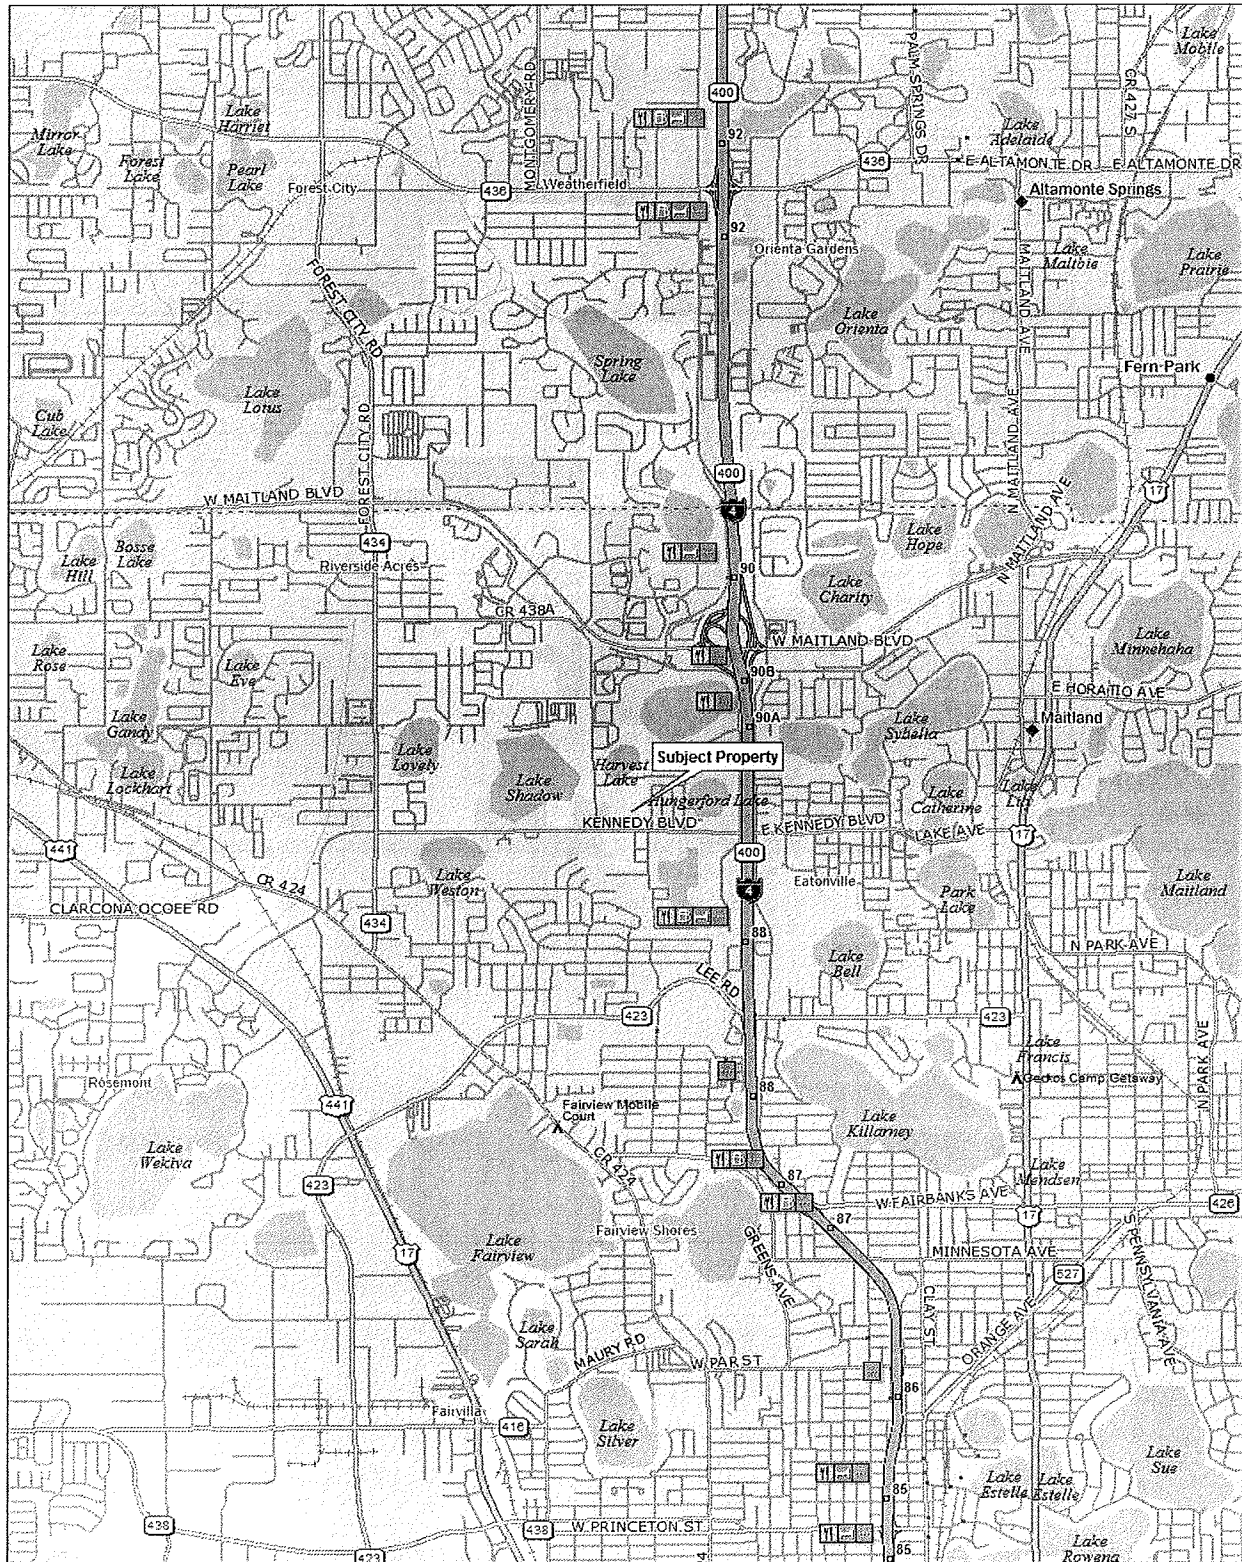 Lake
Mobile
PALM SPRINGS DR
CR 427 S
MONTGOMERY RD
400
Lake
Harriet
Mirror
Lake
Forest
Lake
Pearl
Lake
92
Lake
Adelaide
436
E ALTAMONTE DR
E ALTAMONTE DR
Forest City
436
Weatherfield
Altamonte Springs
92
Orienta Gardens
Lake
Maltbie
Lake
Prairie
MAITLAND AVE
FOREST CITY RD
Lake
Orienta
Spring
Lake
Fern Park
Lake
Lotus
Cub
Lake
N MAITLAND AVE
FOREST CITY RD
400
W MAITLAND BLVD
17
4
N MAITLAND AVE
434
Bosse
Lake
Lake
Hill
Lake
Hope
Riverside Acres
90
Lake
Charity
CR 438A
Lake
Rose
Lake
Eve
W MAITLAND BLVD
Lake
Minnehaha
90B
E HORATIO AVE
Lake
Gandy
90A
Lake
Sybelia
Maitland
Lake
Lovely
Lake
Lockhart
Lake
Shadow
Harvest
Lake
Subject Property
Hungerford Lake
Lake
Catherine
Lake
Lily
KENNEDY BLVD
E KENNEDY BLVD
LAKE AVE
17
441
400
CR 424
Lake
Weston
4
Eatonville
Park
Lake
Lake
Maitland
CLARCONA OCOEE RD
434
88
N PARK AVE
Lake
Bell
LEE RD
423
423
Lake
Francis
N PARK AVE
Rosemont
Geckos Camp Getaway
88
441
Fairview Mobile
Court
Lake
Killarney
Lake
Wekiva
CR 424
Lake
Mendsen
423
87
W FAIRBANKS AVE
426
17
87
Fairview Shores
Lake
Fairview
17
GREENS AVE
MINNESOTA AVE
S PENNSYLVANIA AVE
527
CLAY ST
ORANGE AVE
Lake
Sarah
MAURY RD
W PAR ST
86
Fairvilla
416
Lake
Silver
Lake
Sue
Lake
Estelle
Lake
Estelle
85
438
438
W PRINCETON ST
423
85
Lake
Rowena